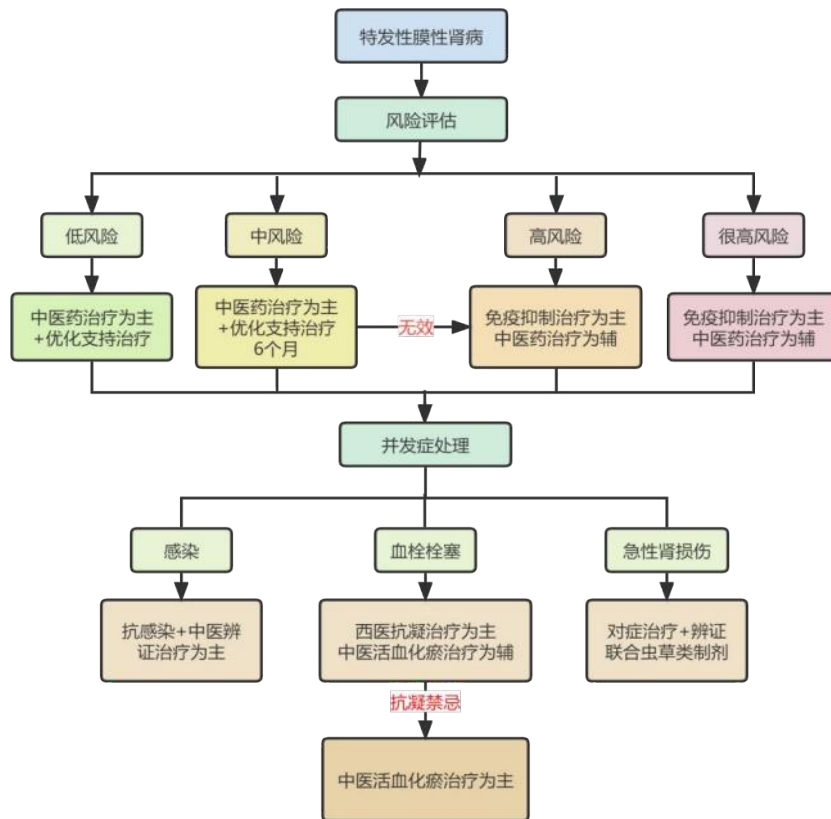 特发性膜性肾病
风险评估
低风险
中风险
高风险
很高风险
中医药治疗为主
+优化支持治疗
中医药治疗为主
+优化支持治疗
6个月
无效
免疫抑制治疗为主
中医药治疗为辅
免疫抑制治疗为主
中医药治疗为辅
并发症处理
感染
血栓栓塞
急性肾损伤
抗感染+中医辨
证治疗为主
西医抗凝治疗为主
中医活血化瘀治疗为辅
对症治疗+辨证
联合虫草类制剂
抗凝禁忌
中医活血化瘀治疗为主